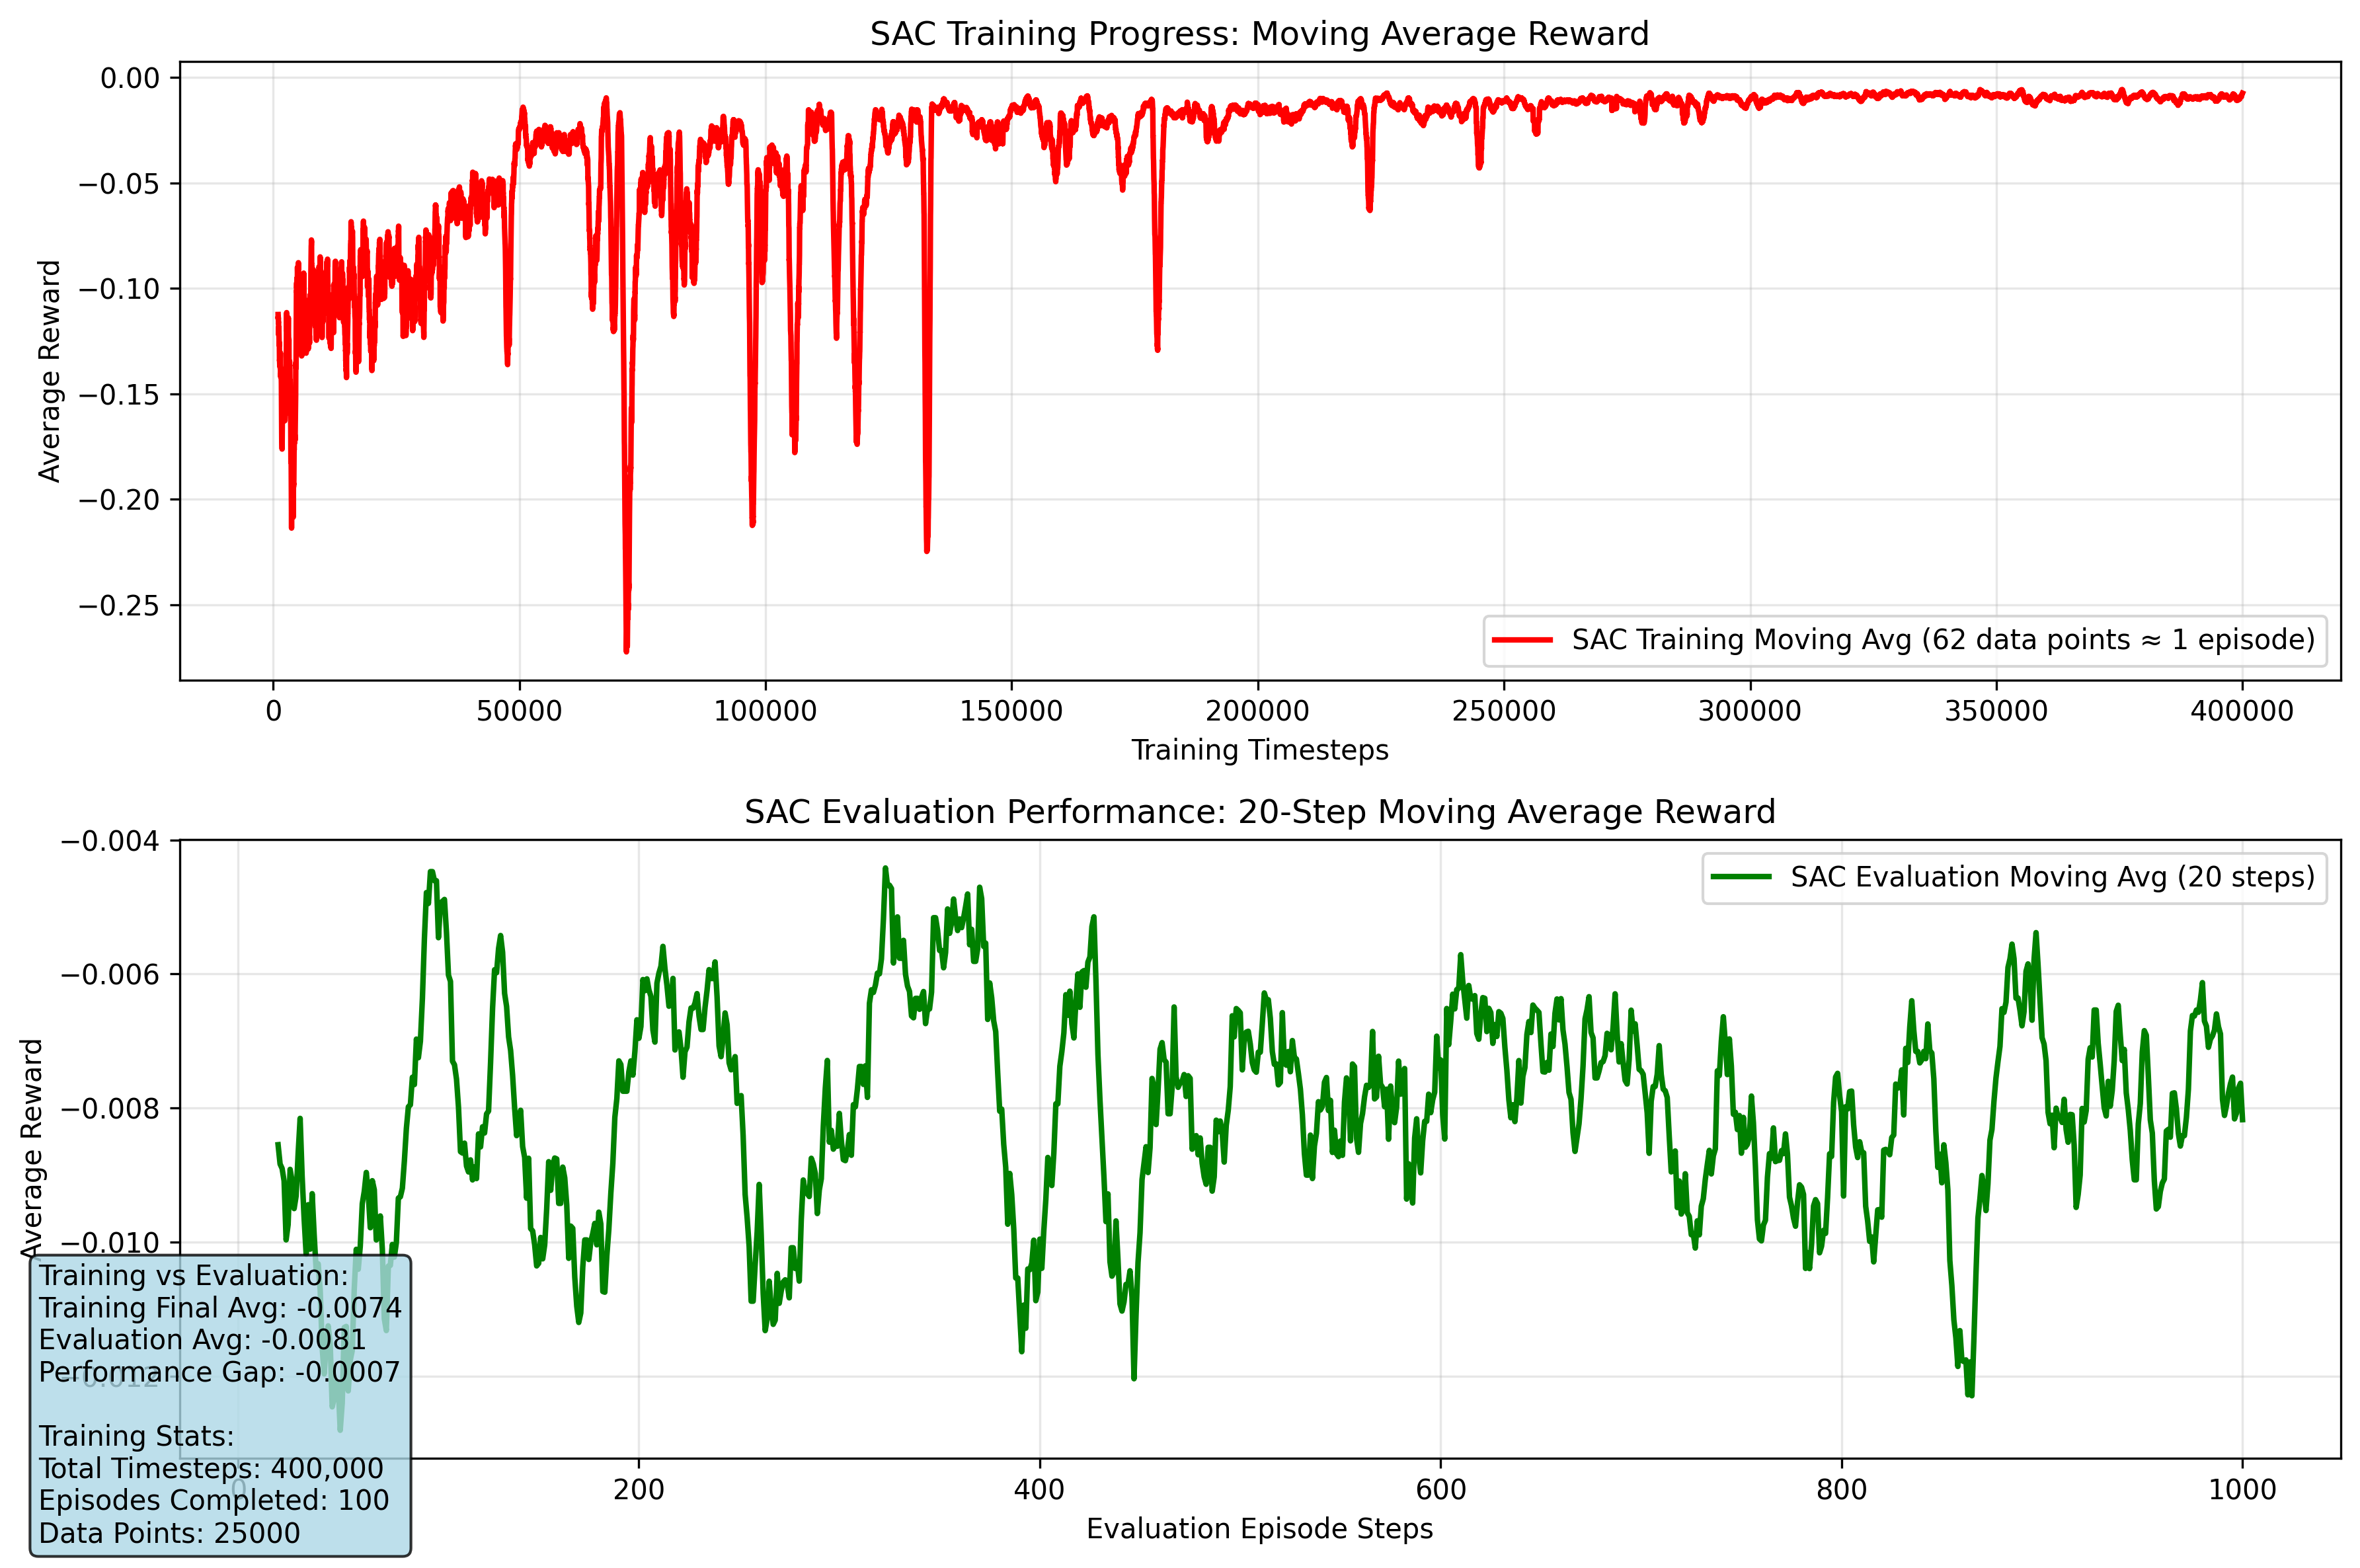 SAC Training Progress: Moving Average Reward
0.00
−0.05
−0.10
−0.15
−0.20
−0.25
Average Reward
SAC Training Moving Avg (62 data points ≈ 1 episode)
0 50000 100000 150000 200000 250000 300000 350000 400000
Training Timesteps
SAC Evaluation Performance: 20-Step Moving Average Reward
−0.004
−0.006
−0.008
−0.010
−0.012
Average Reward
SAC Evaluation Moving Avg (20 steps)
0 200 400 600 800 1000
Evaluation Episode Steps
Training vs Evaluation:
Training Final Avg: -0.0074
Evaluation Avg: -0.0081
Performance Gap: -0.0007
Training Stats:
Total Timesteps: 400,000
Episodes Completed: 100
Data Points: 25000